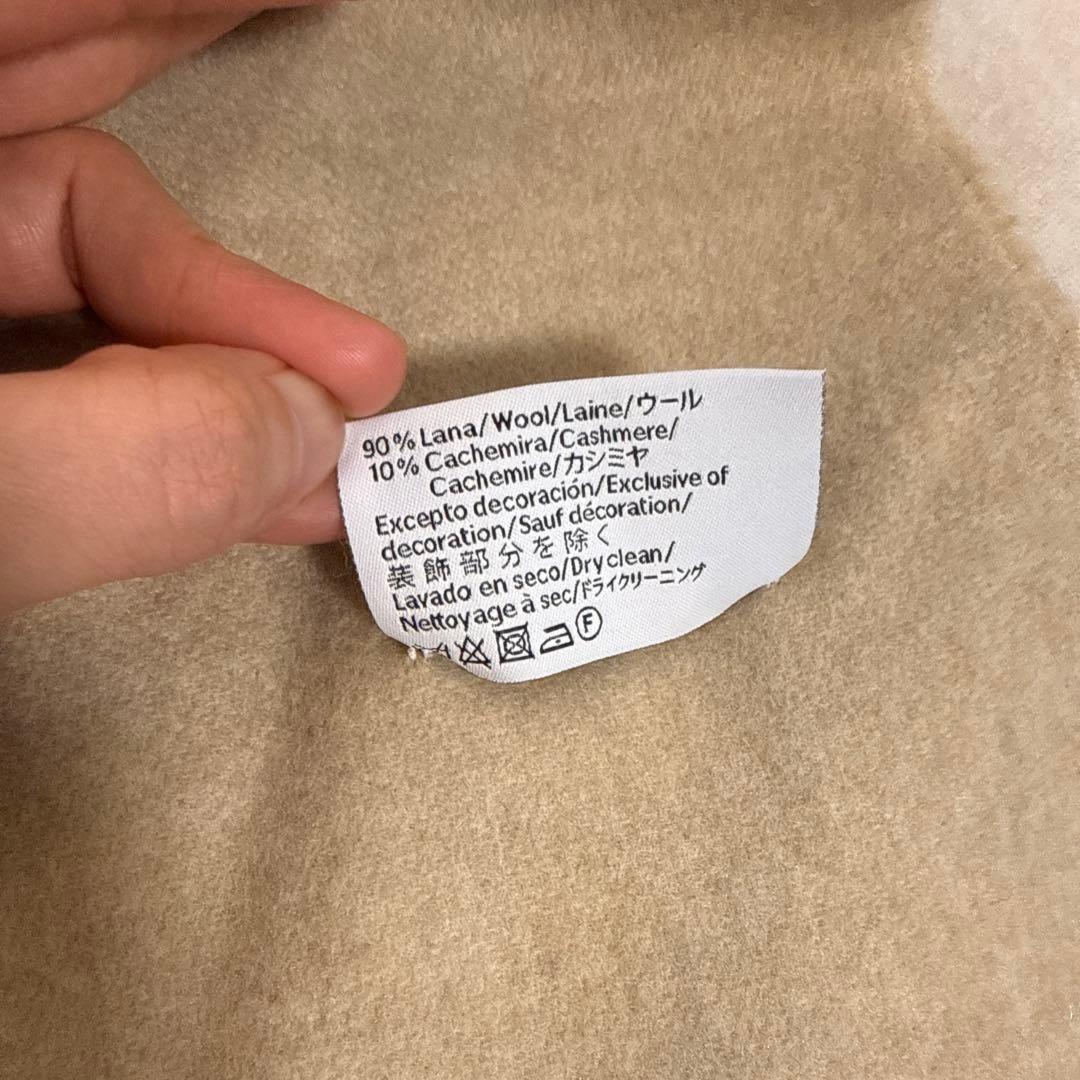 90% Lana/Wool/Laine/ウール
10% Cachemira/Cashmere/
Cachemire/カシミヤ
Excepto decoración/Exclusive of
decoration/Sauf décoration/
装飾部分を除く
Lavado en seco/Dry clean/
Nettoyage à sec/ドライクリーニング
F